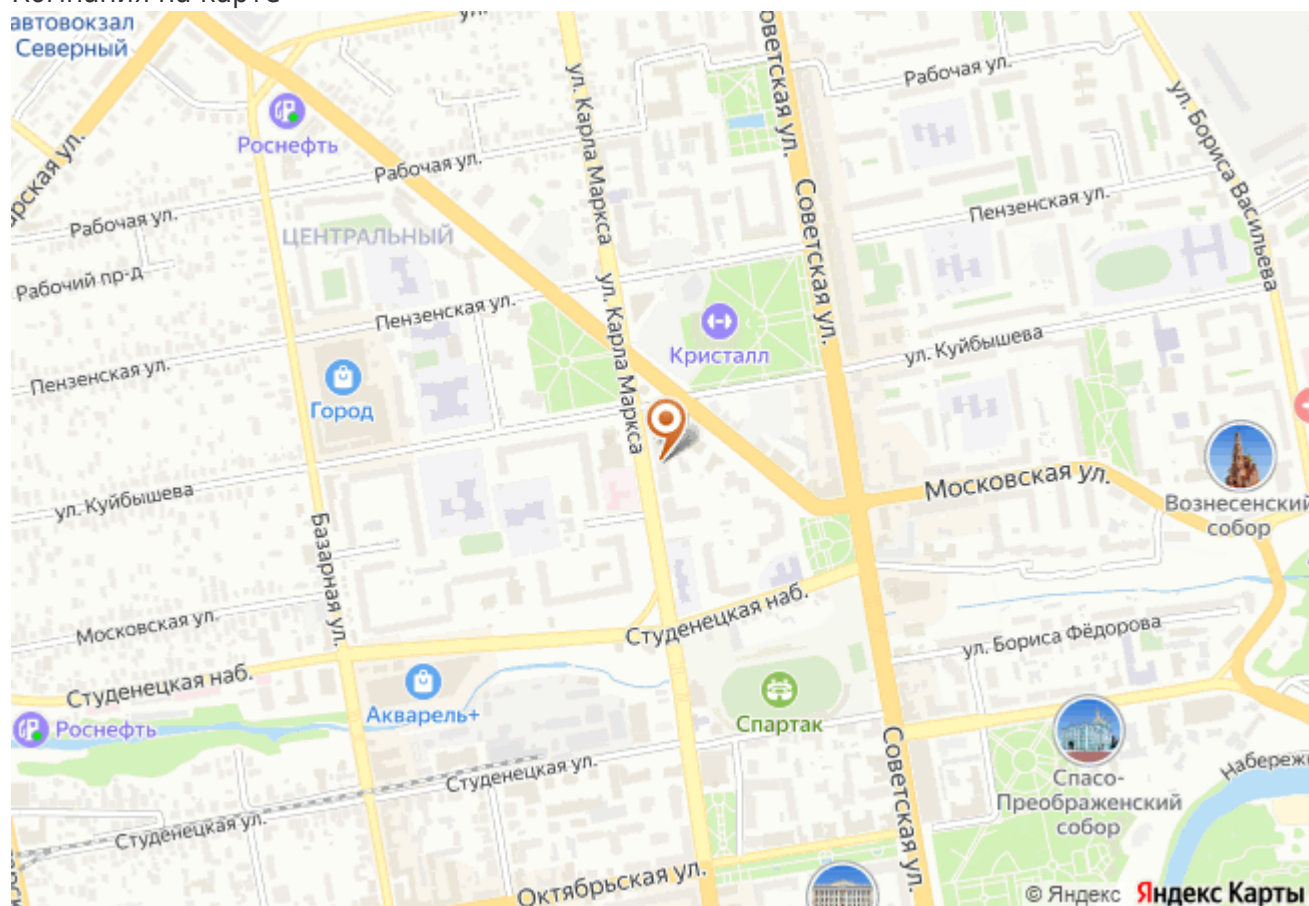 Компания на карте
автовокзал
Северный
ул. Карла Маркса
Советская ул.
Рабочая ул.
ул. Бориса Васильева
Роснефть
Рабочая ул.
Рабочая ул.
ЦЕНТРАЛЬНЫЙ
Советская ул.
Пензенская ул.
Рабочий пр-д
ул. Карла Маркса
Пензенская ул.
Кристалл
ул. Куйбышева
Пензенская ул.
Город
Московская ул.
ул. Куйбышева
Вознесенский
собор
Базарная ул.
Студенецкая наб.
Московская ул.
ул. Бориса Фёдорова
Студенецкая наб.
Акварель+
Роснефть
Спартак
Советская ул.
Спасо-
Преображенский
собор
Студенецкая ул.
Студенецкая ул.
Октябрьская ул.
© Яндекс Яндекс Карты